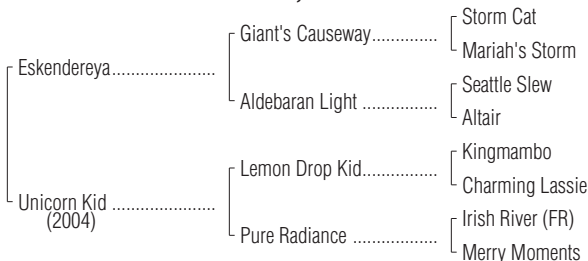 Storm Cat
Giant's Causeway...............
Mariah's Storm
Eskendereya........................
Seattle Slew
Aldebaran Light .................
Altair
Kingmambo
Lemon Drop Kid.................
Charming Lassie
Unicorn Kid ........................
(2004)
Irish River (FR)
Pure Radiance ...................
Merry Moments